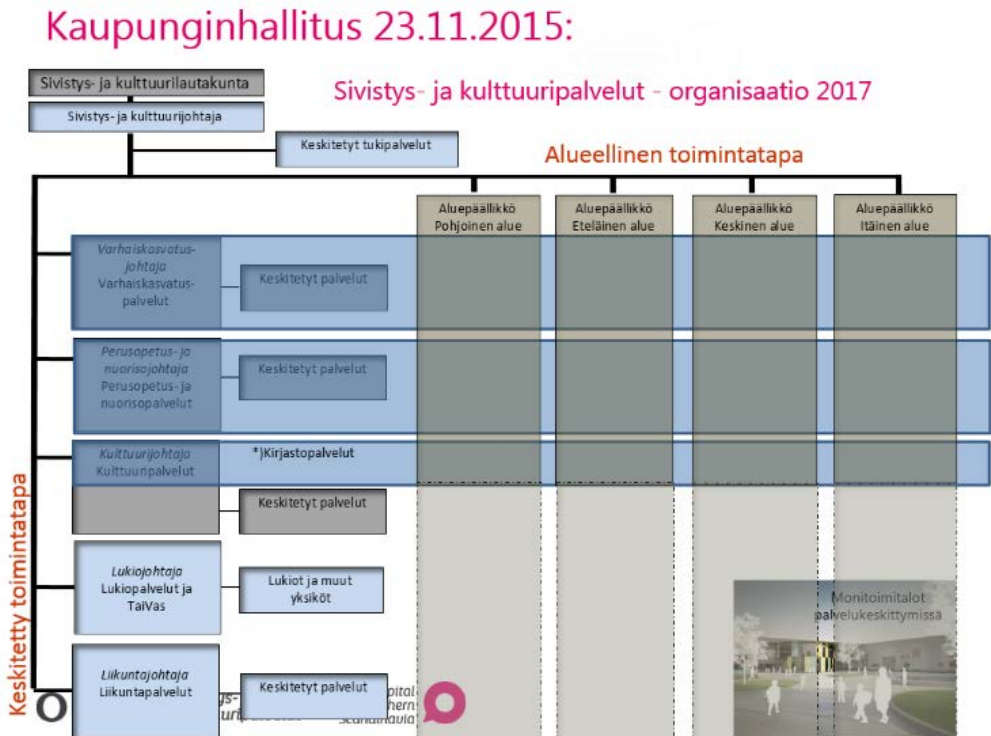 Kaupunginhallitus 23.11.2015:
Sivistys- ja kulttuurilautakunta
Sivistys- ja kulttuuripalvelut - organisaatio 2017
Sivistys- ja kulttuurijohtaja
Keskitetyt tukipalvelut
Alueellinen toimintatapa
Aluepäällikkö
Pohjoinen alue
Aluepäällikkö
Eteläinen alue
Aluepäällikkö
Keskinen alue
Aluepäällikkö
Itäinen alue
Varhaiskasvatus-
johtaja
Varhaiskasvatus-
palvelut
Keskitetyt palvelut
Perusopetus- ja
nuorisojohtaja
Perusopetus- ja
nuorisopalvelut
Keskitetyt palvelut
Kulttuurijohtaja
Kulttuuripalvelut
*)Kirjastopalvelut
Keskitetyt palvelut
Lukiojohtaja
Lukiopalvelut ja
TaiVas
Lukiot ja muut
yksiköt
Monitoimitalot
palvelukeskittymissä
Liikuntajohtaja
Liikuntapalvelut
Keskitetyt palvelut
Keskitetty toimintatapa